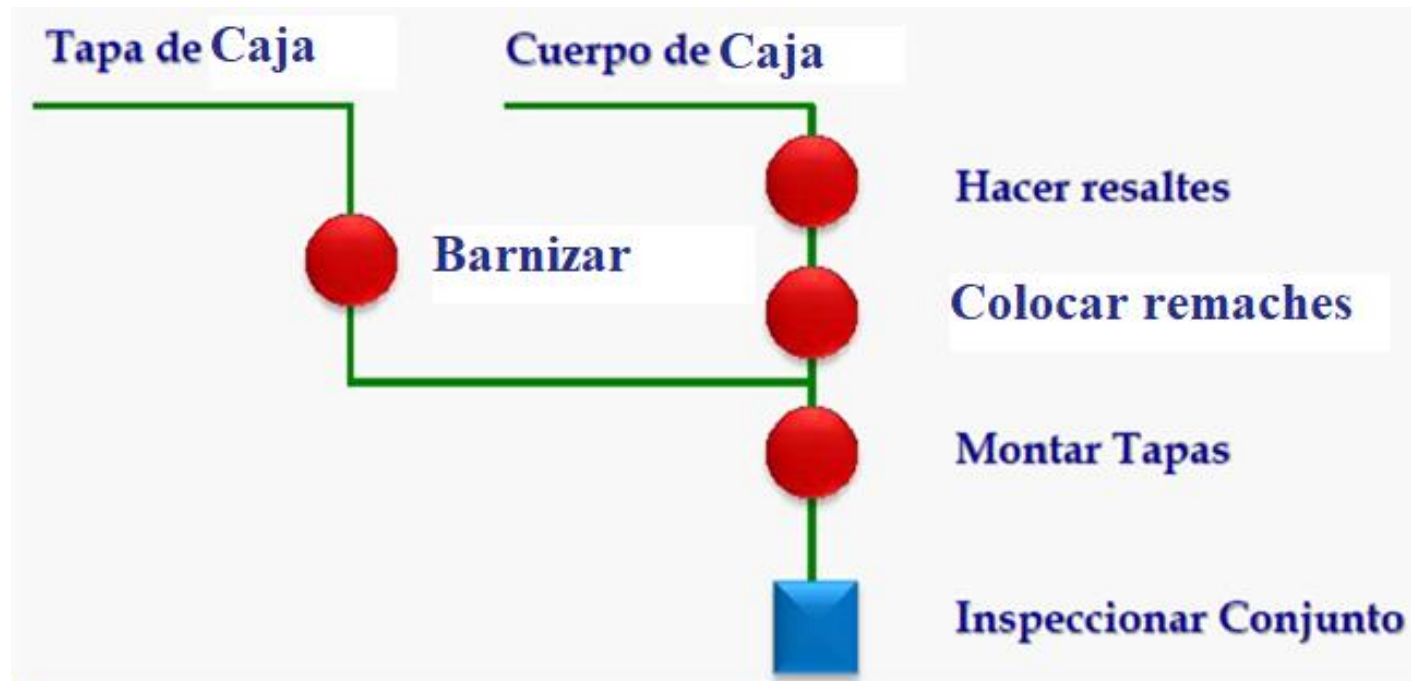 Tapa de Caja
Cuerpo de Caja
Hacer resaltes
Barnizar
Colocar remaches
Montar Tapas
Inspeccionar Conjunto